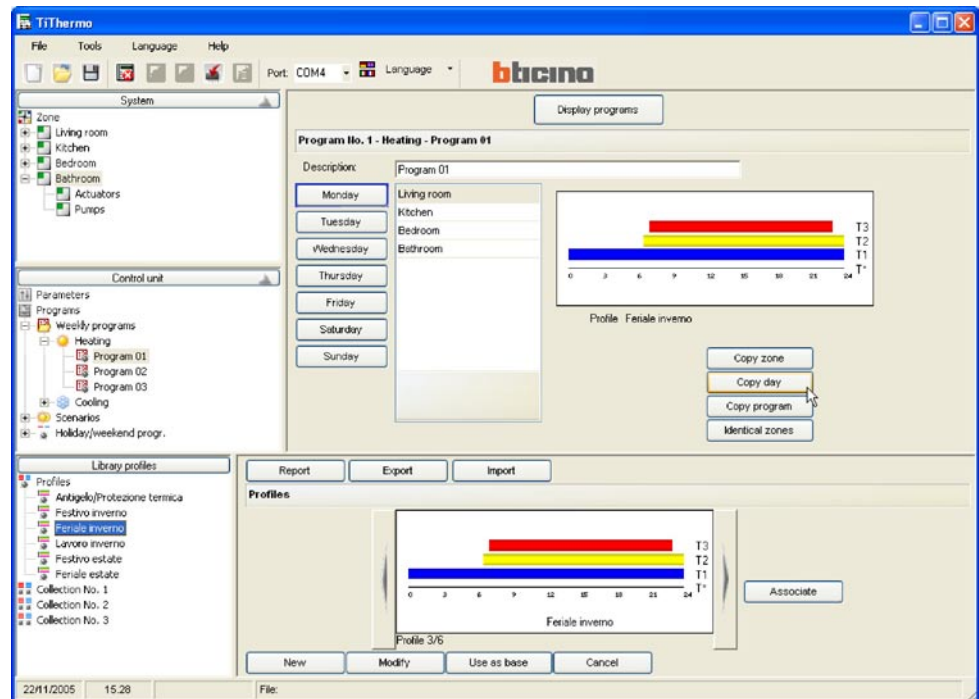 TiThermo
File Tools Language Help
Port: COM4 Language bticino
System
Zone
Living room
Kitchen
Bedroom
Bathroom
Actuators
Pumps
Control unit
Parameters
Programs
Weekly programs
Heating
Program 01
Program 02
Program 03
Cooling
Scenarios
Holiday/weekend progr.
Library profiles
Profiles
Antigelo/Protezione termica
Festivo inverno
Feriale inverno
Lavoro inverno
Festivo estate
Feriale estate
Collection No. 1
Collection No. 2
Collection No. 3
Display programs
Program No. 1 - Heating - Program 01
Description: Program 01
Monday
Tuesday
Wednesday
Thursday
Friday
Saturday
Sunday
Living room
Kitchen
Bedroom
Bathroom
T3
T2
T1
T*
0 3 6 9 12 15 18 21 24
Profile Feriale inverno
Copy zone
Copy day
Copy program
Identical zones
Report Export Import
Profiles
T3
T2
T1
T*
0 3 6 9 12 15 18 21 24
Feriale inverno
Profile 3/6
Associate
New Modify Use as base Cancel
22/11/2005 15.28 File: